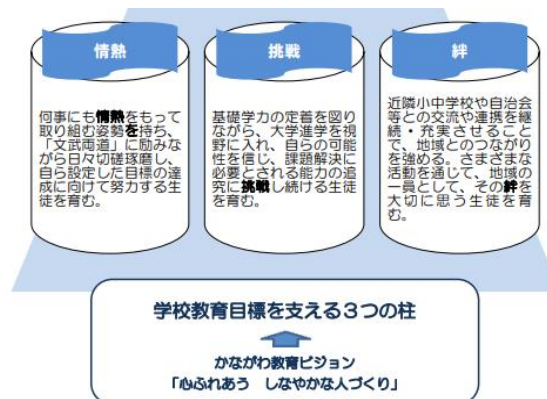 情熱
何事にも情熱をもって
取り組む姿勢を持ち、
「文武両道」に励みな
がら日々切磋琢磨し、
自ら設定した目標の達
成に向けて努力する生
徒を育む。
挑戦
基礎学力の定着を図り
ながら、大学進学を視
野に入れ、自らの可能
性を信じ、課題解決に
必要とされる能力の追
究に挑戦し続ける生徒
を育む。
絆
近隣小中学校や自治会
等との交流や連携を継
続・充実させること
で、地域とのつながり
を強める。さまざまな
活動を通じて、地域の
一員として、その絆を
大切に思う生徒を育
む。
学校教育目標を支える３つの柱
かながわ教育ビジョン
「心ふれあう　しなやかな人づくり」